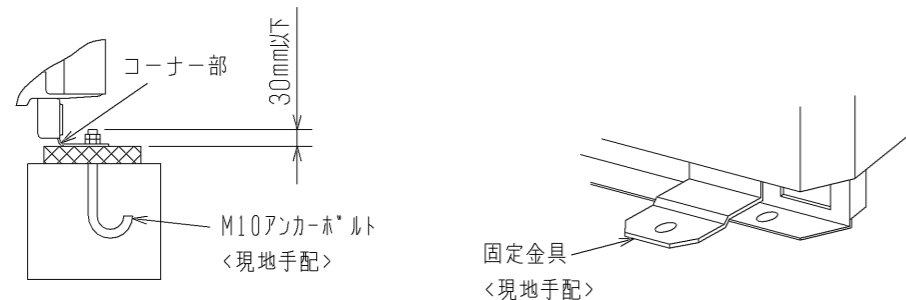 コーナー部
30mm以下
M10アンカーボルト
<現地手配>
固定金具
<現地手配>